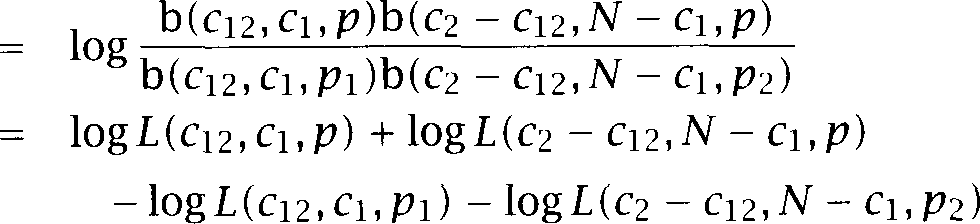 = log b(c₁₂, c₁, p)b(c₂ − c₁₂, N − c₁, p)
b(c₁₂, c₁, p₁)b(c₂ − c₁₂, N − c₁, p₂)
= log L(c₁₂, c₁, p) + log L(c₂ − c₁₂, N − c₁, p)
− log L(c₁₂, c₁, p₁) − log L(c₂ − c₁₂, N − c₁, p₂)